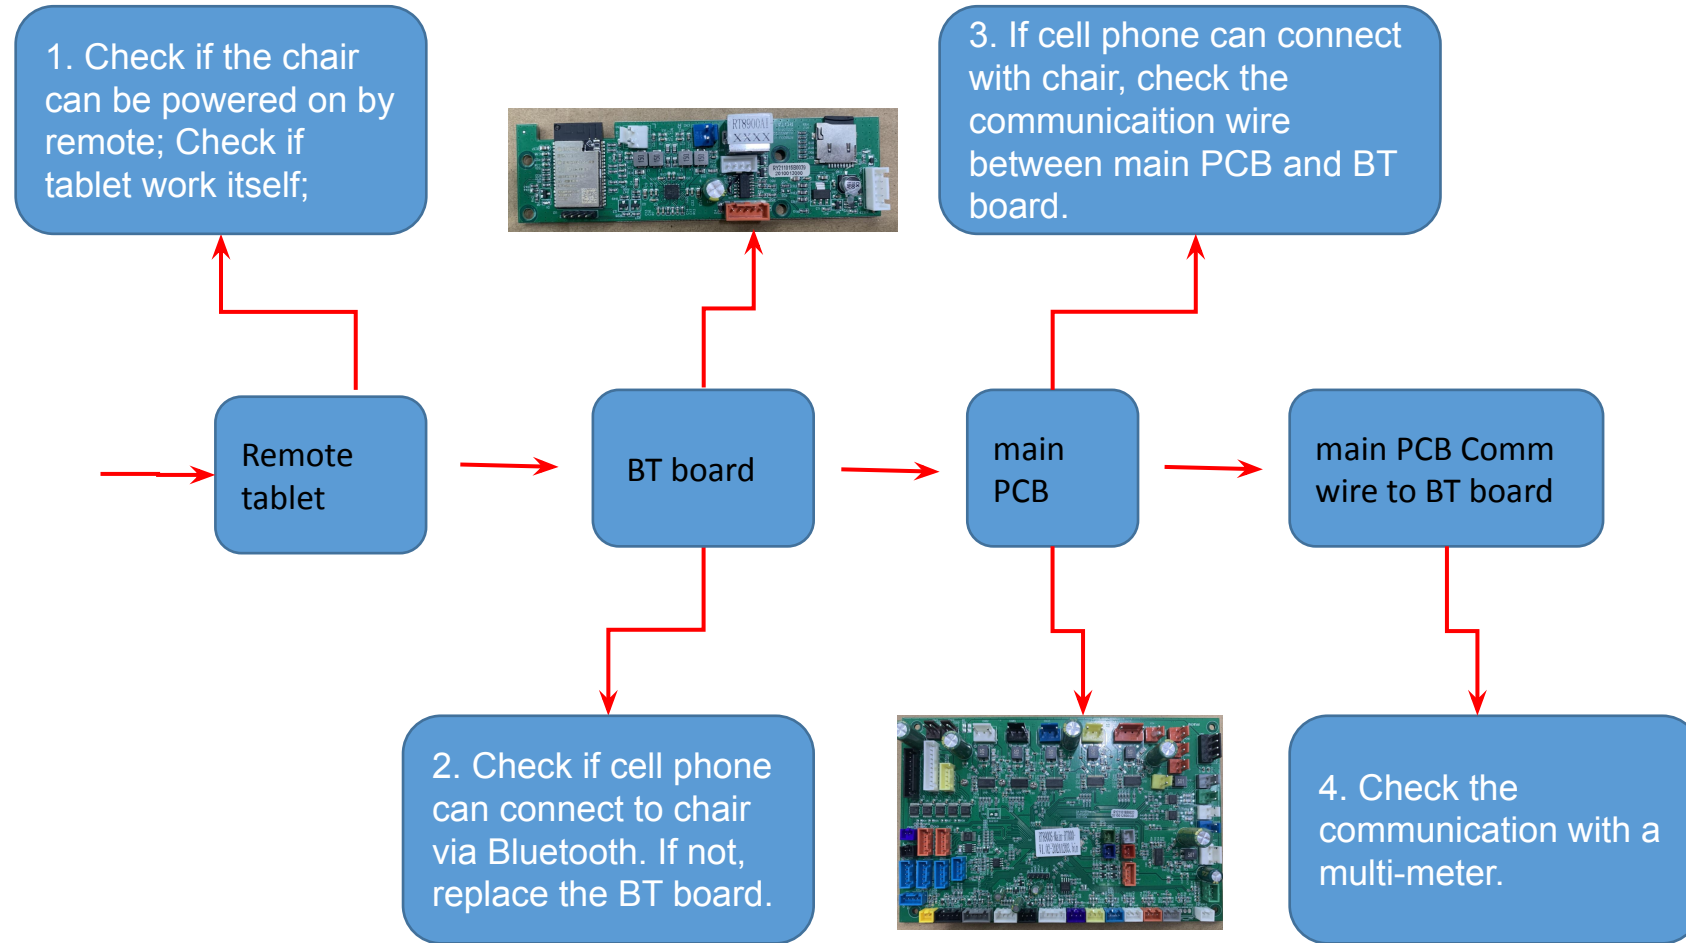 1. Check if the chair
can be powered on by
remote; Check if
tablet work itself;
3. If cell phone can connect
with chair, check the
communicaition wire
between main PCB and BT
board.
RT8900AI
XXXX
Remote
tablet
BT board
main
PCB
main PCB Comm
wire to BT board
2. Check if cell phone
can connect to chair
via Bluetooth. If not,
replace the BT board.
4. Check the
communication with a
multi-meter.